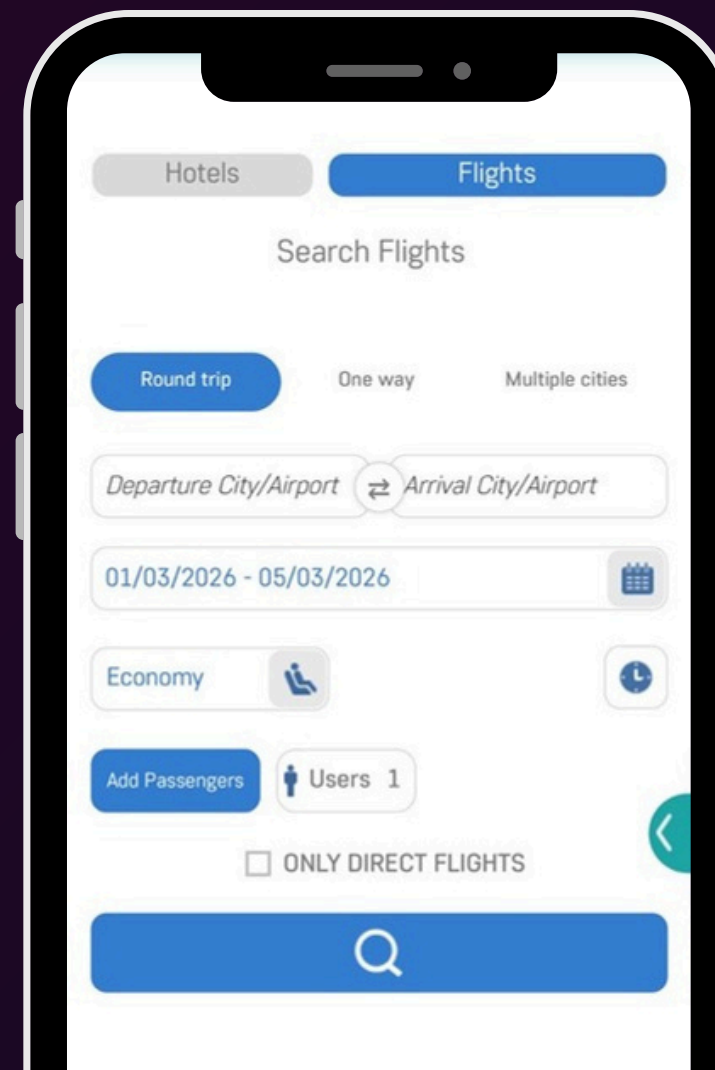 Hotels Flights
Search Flights
Round trip One way Multiple cities
Departure City/Airport Arrival City/Airport
01/03/2026 - 05/03/2026
Economy
Add Passengers Users 1
ONLY DIRECT FLIGHTS